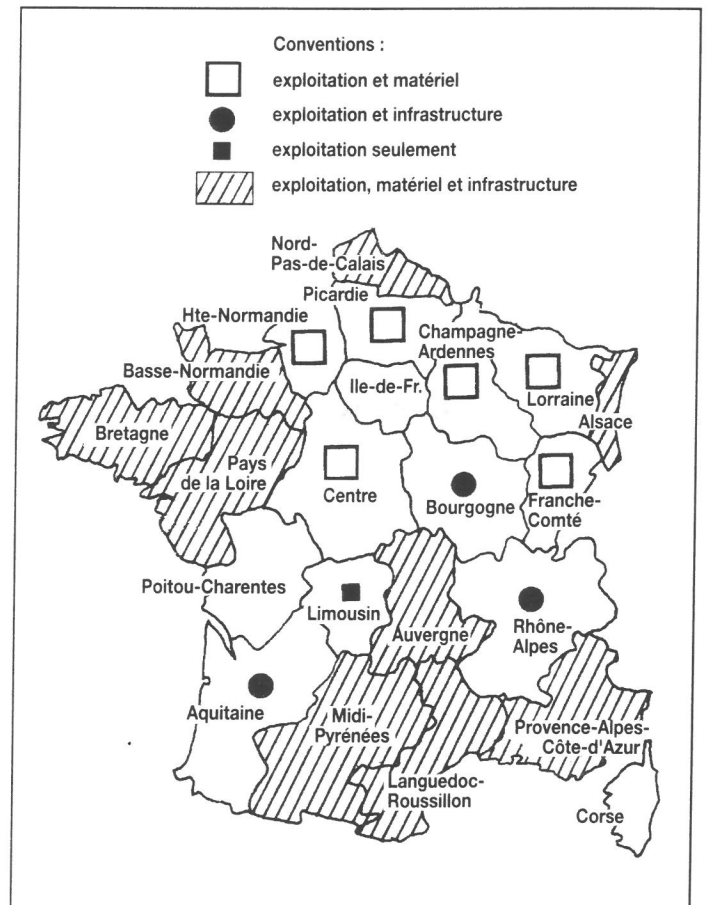 Conventions :
exploitation et matériel
exploitation et infrastructure
exploitation seulement
exploitation, matériel et infrastructure
Nord-
Pas-de-Calais
Picardie
Hte-Normandie
Champagne-
Ardennes
Basse-Normandie
Ile-de-Fr.
Lorraine
Alsace
Bretagne
Pays
de la Loire
Centre
Bourgogne
Franche-
Comté
Poitou-Charentes
Limousin
Auvergne
Rhône-
Alpes
Aquitaine
Midi-
Pyrénées
Provence-Alpes-
Côte-d'Azur
Languedoc-
Roussillon
Corse